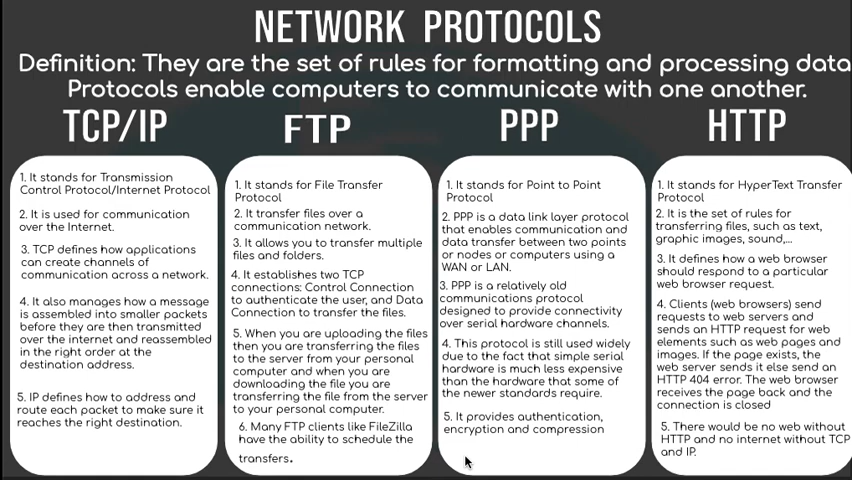 NETWORK PROTOCOLS
Definition: They are the set of rules for formatting and processing data
Protocols enable computers to communicate with one another.
TCP/IP
1. It stands for Transmission
Control Protocol/Internet Protocol
2. It is used for communication
over the Internet.
3. TCP defines how applications
can create channels of
communication across a network.
4. It also manages how a message
is assembled into smaller packets
before they are then transmitted
over the internet and reassembled
in the right order at the
destination address.
5. IP defines how to address and
route each packet to make sure it
reaches the right destination.
FTP
1. It stands for File Transfer
Protocol
2. It transfer files over a
communication network.
3. It allows you to transfer multiple
files and folders.
4. It establishes two TCP
connections: Control Connection
to authenticate the user, and Data
Connection to transfer the files.
5. When you are uploading the files
then you are transferring the files
to the server from your personal
computer and when you are
downloading the file you are
transferring the file from the server
to your personal computer.
6. Many FTP clients like FileZilla
have the ability to schedule the
transfers.
PPP
1. It stands for Point to Point
Protocol
2. PPP is a data link layer protocol
that enables communication and
data transfer between two points
or nodes or computers using a
WAN or LAN.
3. PPP is a relatively old
communications protocol
designed to provide connectivity
over serial hardware channels.
4. This protocol is still used widely
due to the fact that simple serial
hardware is much less expensive
than the hardware that some of
the newer standards require.
5. It provides authentication,
encryption and compression
HTTP
1. It stands for HyperText Transfer
Protocol
2. It is the set of rules for
transferring files, such as text,
graphic images, sound,...
3. It defines how a web browser
should respond to a particular
web browser request.
4. Clients (web browsers) send
requests to web servers and
sends an HTTP request for web
elements such as web pages and
images. If the page exists, the
web server sends it else send an
HTTP 404 error. The web browser
receives the page back and the
connection is closed
5. There would be no web without
HTTP and no internet without TCP
and IP.